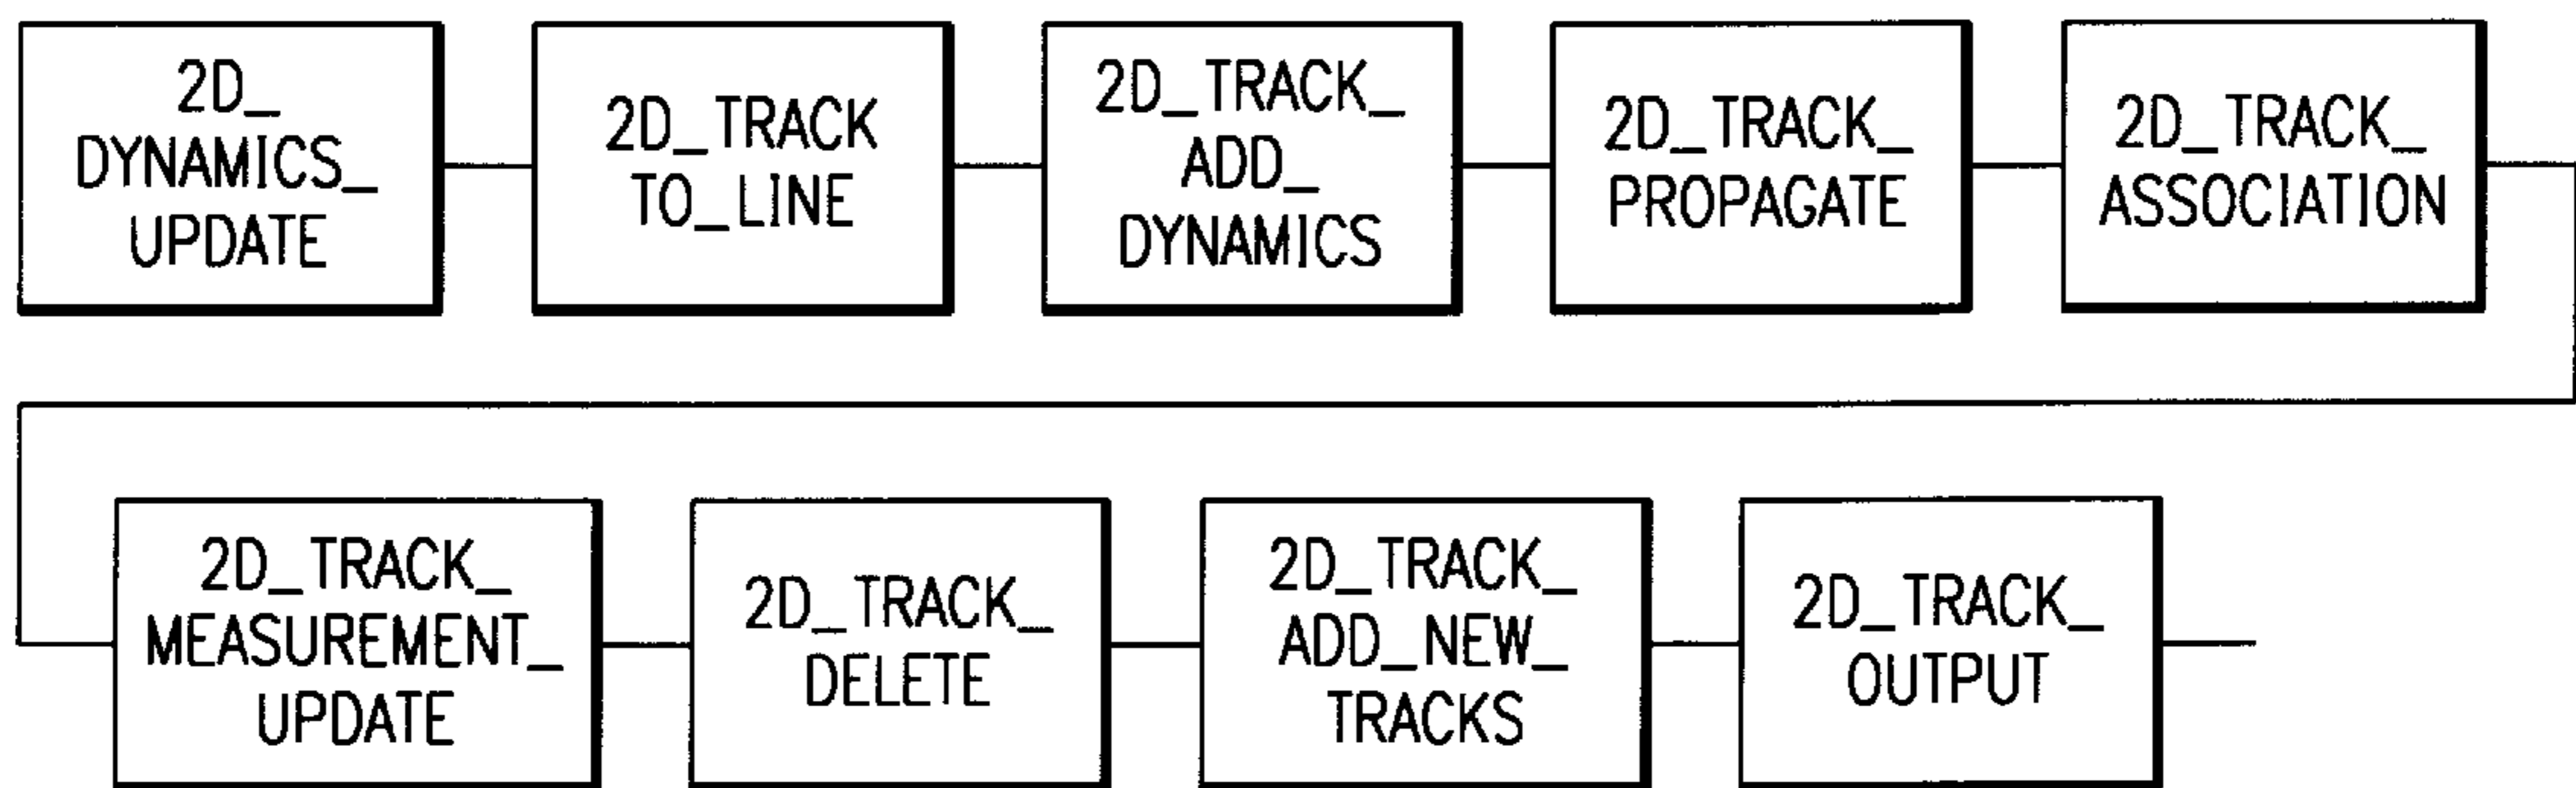 2D_
DYNAMICS_
UPDATE
2D_TRACK
TO_LINE
2D_TRACK_
ADD_
DYNAMICS
2D_TRACK_
PROPAGATE
2D_TRACK_
ASSOCIATION
2D_TRACK_
MEASUREMENT_
UPDATE
2D_TRACK_
DELETE
2D_TRACK_
ADD_NEW_
TRACKS
2D_TRACK_
OUTPUT